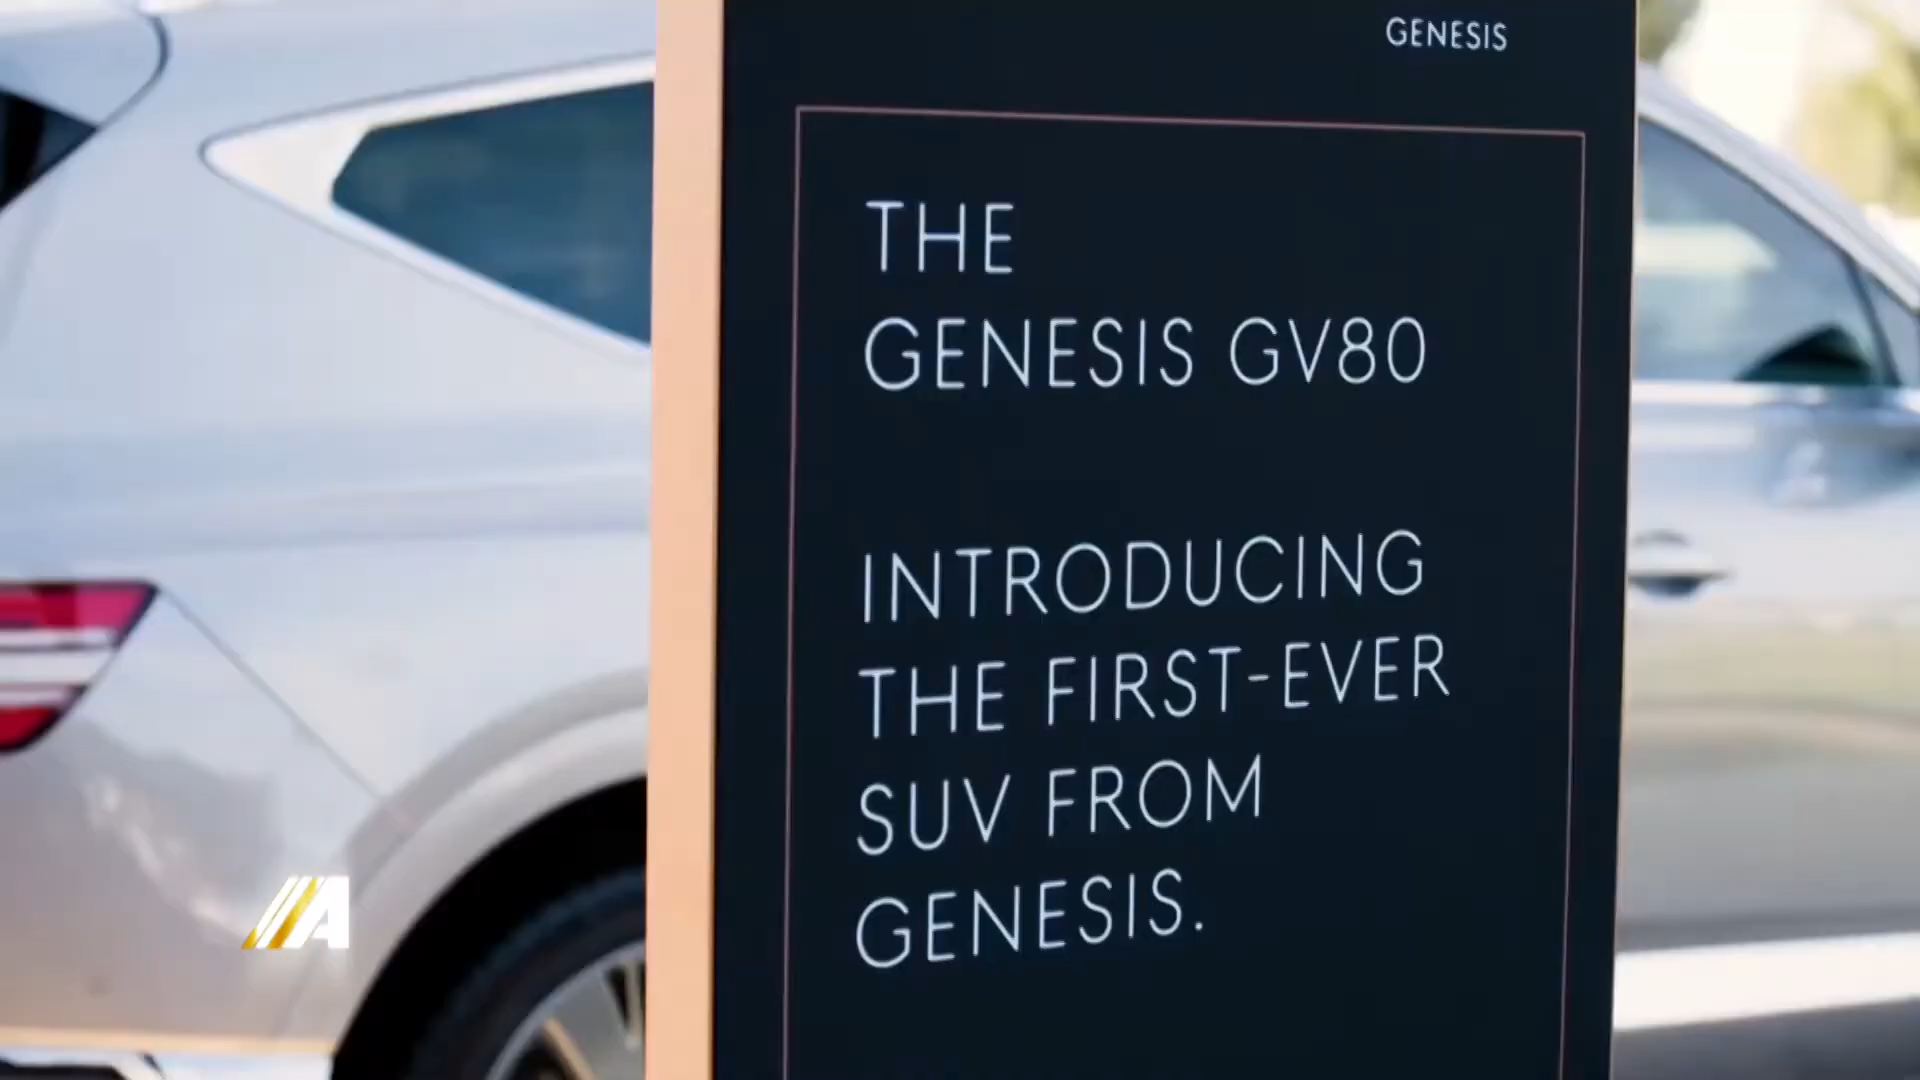 GENESIS
THE
GENESIS GV80
INTRODUCING
THE FIRST-EVER
SUV FROM
GENESIS.
A